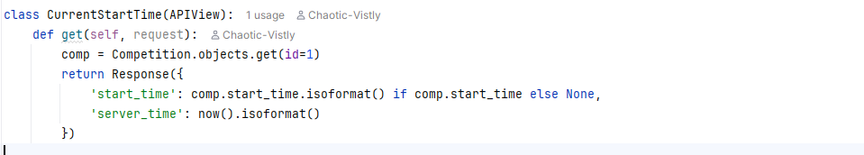 class CurrentStartTime(APIView): 1 usage Chaotic-Vistly
def get(self, request): Chaotic-Vistly
comp = Competition.objects.get(id=1)
return Response({
'start_time': comp.start_time.isoformat() if comp.start_time else None,
'server_time': now().isoformat()
})